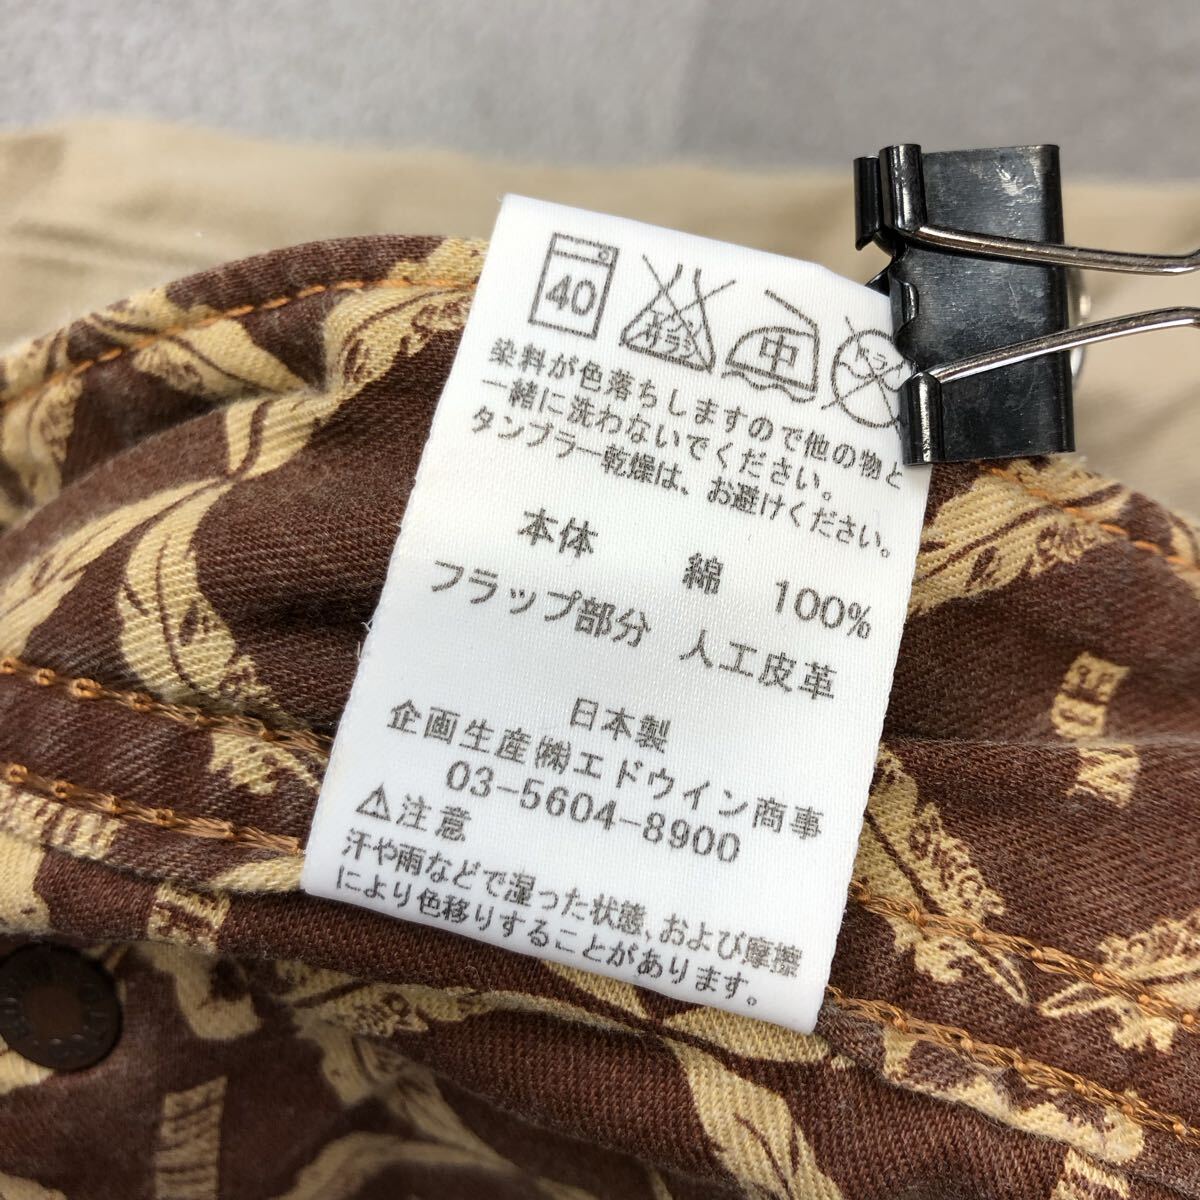 40
エンソ サラシ
中
ドライ
染料が色落ちしますので他の物と
一緒に洗わないでください。
タンブラー乾燥は、お避けください。
本体 綿 100%
フラップ部分 人工皮革
日本製
企画生産㈱エドウイン商事
03-5604-8900
⚠注意
汗や雨などで湿った状態、および摩擦
により色移りすることがあります。